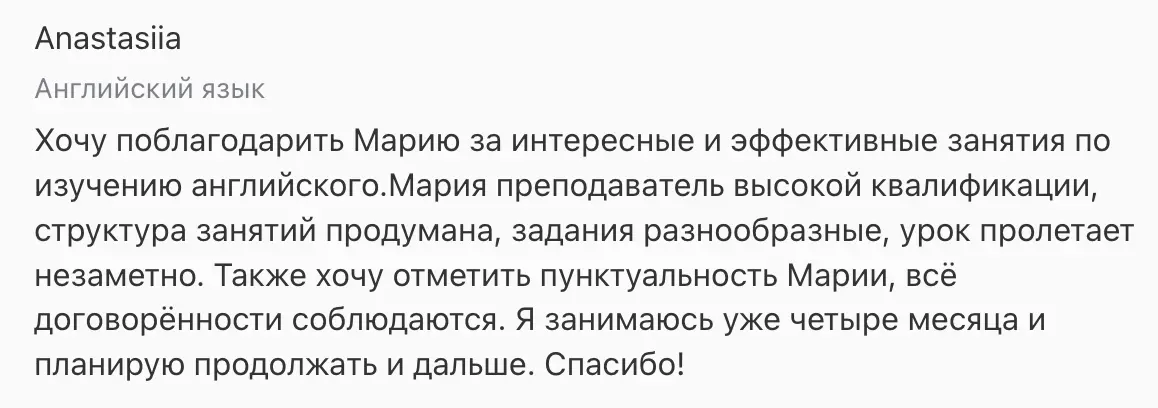 Anastasiia
Английский язык
Хочу поблагодарить Марию за интересные и эффективные занятия по
изучению английского.Мария преподаватель высокой квалификации,
структура занятий продумана, задания разнообразные, урок пролетает
незаметно. Также хочу отметить пунктуальность Марии, всё
договорённости соблюдаются. Я занимаюсь уже четыре месяца и
планирую продолжать и дальше. Спасибо!